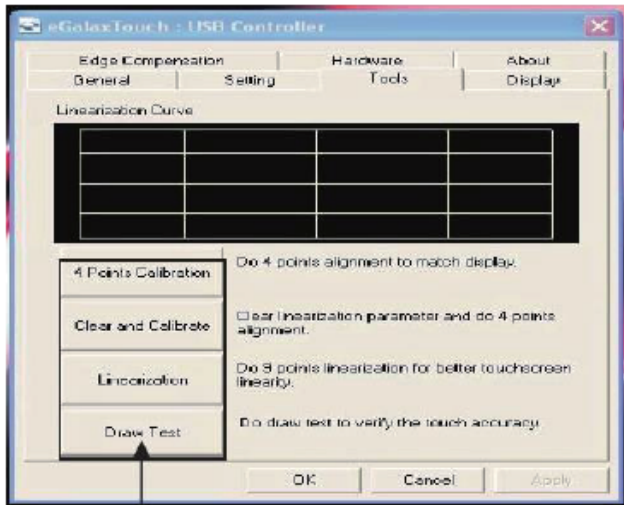 eGalaxTouch : USB Controller
Edge Compensation Hardware About
General Setting Tools Display
Linearization Curve
4 Points Calibration
Do 4 points alignment to match display.
Clear and Calibrate
Clear linearization parameter and do 4 points
alignment.
Linearization
Do 9 points linearization for better touchscreen
linearity.
Draw Test
Do draw test to verify the touch accuracy
OK Cancel Apply